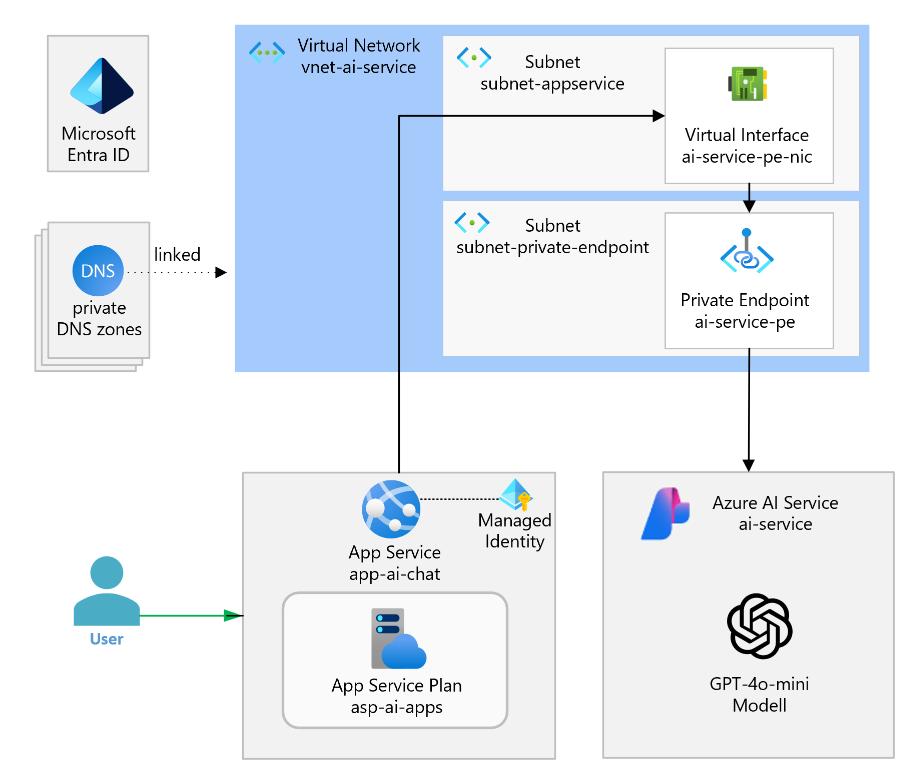 Microsoft
Entra ID
DNS
private
DNS zones
linked
Virtual Network
vnet-ai-service
Subnet
subnet-appservice
Virtual Interface
ai-service-pe-nic
Subnet
subnet-private-endpoint
Private Endpoint
ai-service-pe
User
App Service
app-ai-chat
Managed
Identity
App Service Plan
asp-ai-apps
Azure AI Service
ai-service
GPT-4o-mini
Modell